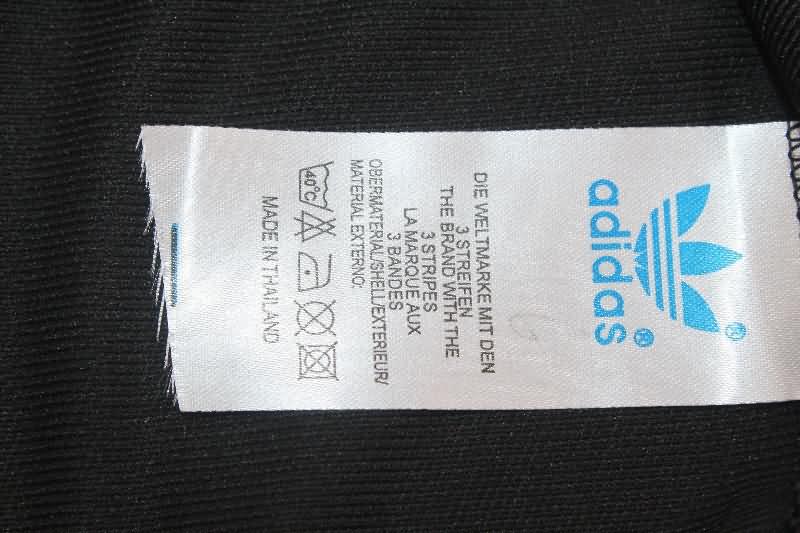 adidas®
DIE WELTMARKE MIT DEN
3 STREIFEN
THE BRAND WITH THE
3 STRIPES
LA MARQUE AUX
3 BANDES
OBERMATERIAL/SHELL/EXTERIEUR/
MATERIAL EXTERNO:
40°C
MADE IN THAILAND